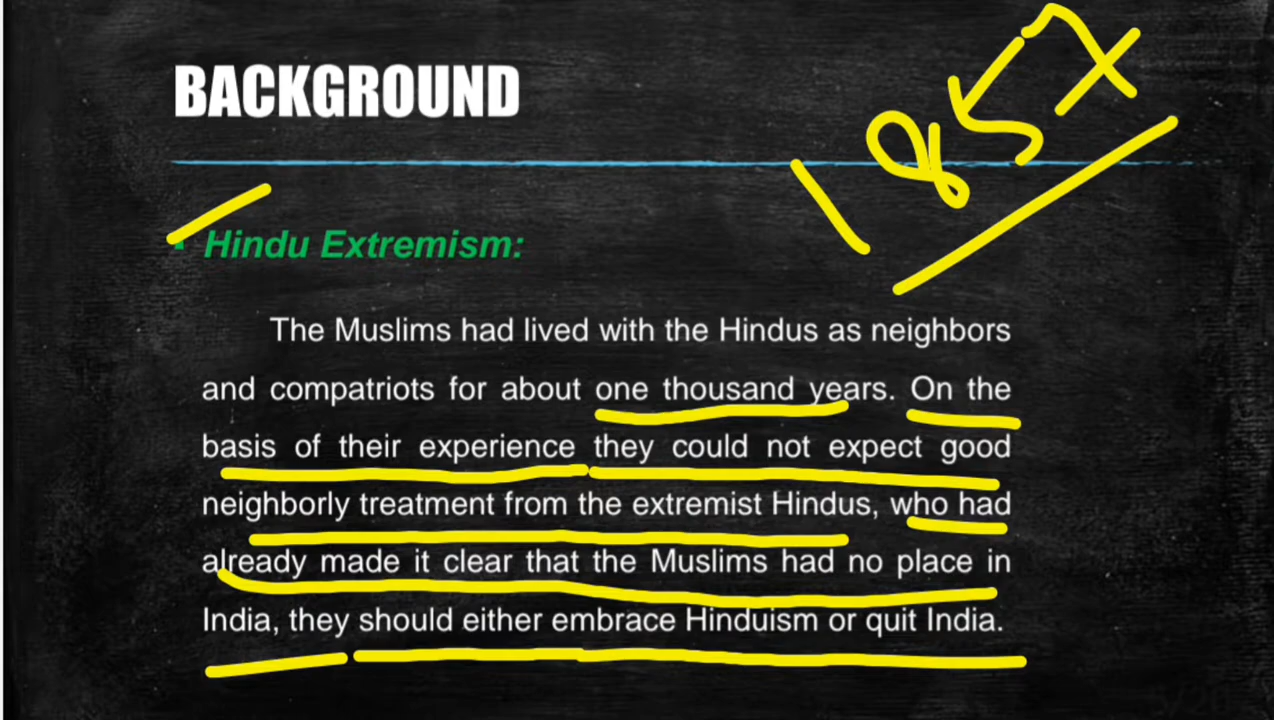 BACKGROUND
1857
• Hindu Extremism:
The Muslims had lived with the Hindus as neighbors
and compatriots for about one thousand years. On the
basis of their experience they could not expect good
neighborly treatment from the extremist Hindus, who had
already made it clear that the Muslims had no place in
India, they should either embrace Hinduism or quit India.